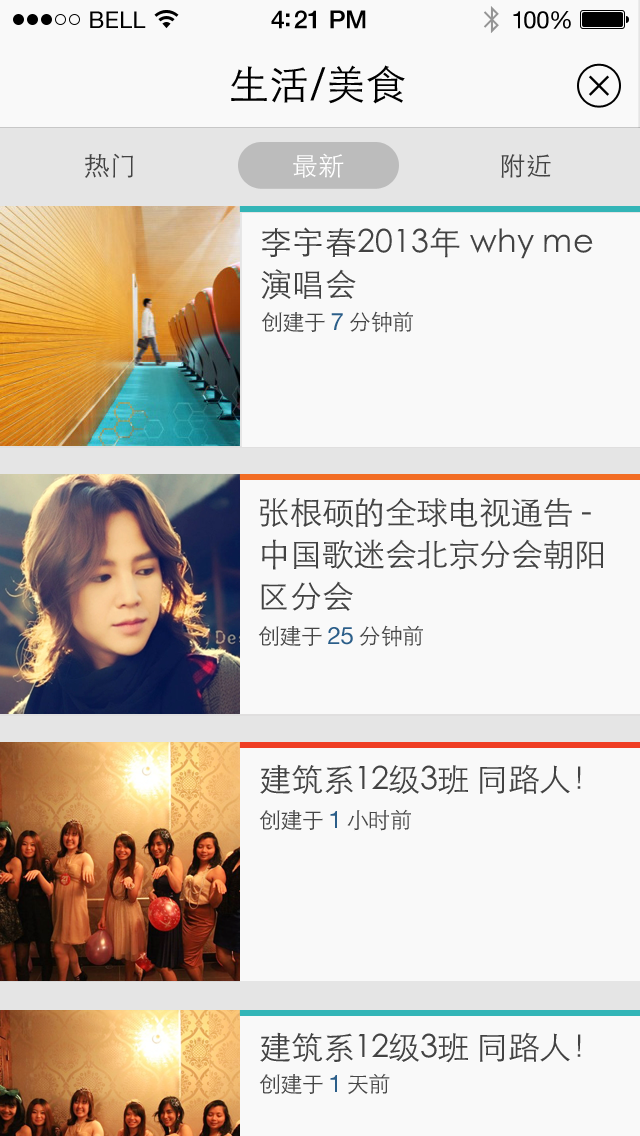 BELL 4:21 PM 100%
生活/美食
热门 最新 附近
李宇春2013年 why me
演唱会
创建于 7 分钟前
张根硕的全球电视通告 -
中国歌迷会北京分会朝阳
区分会
创建于 25 分钟前
Des
建筑系12级3班 同路人!
创建于 1 小时前
建筑系12级3班 同路人!
创建于 1 天前